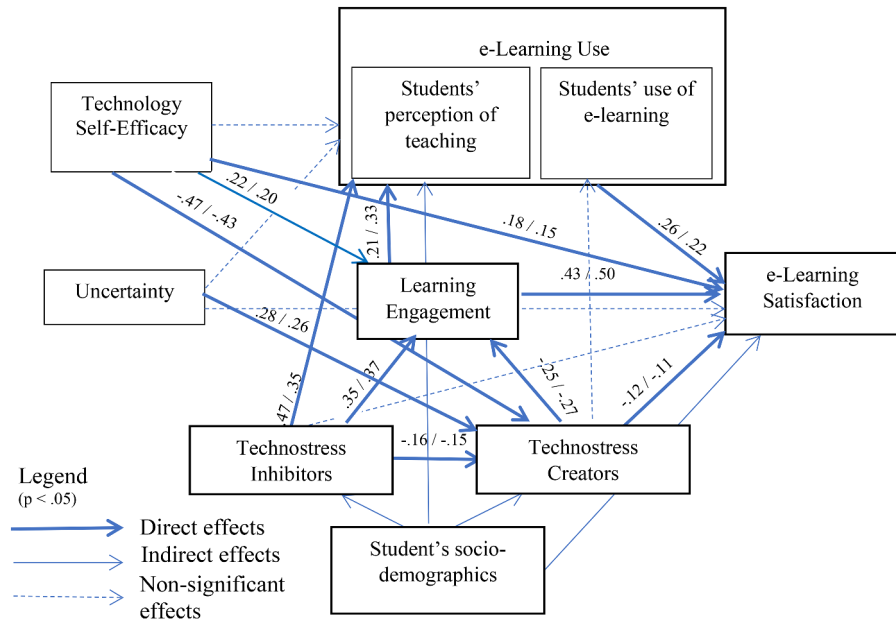 e-Learning Use
Students’
perception of
teaching
Students’ use of
e-learning
Technology
Self-Efficacy
.22 / .20
-.47 / -.43
.21 / .33
.18 / .15
.26 / .22
Uncertainty
Learning
Engagement
.43 / .50
e-Learning
Satisfaction
.28 / .26
.47 / .35
.35 / .37
-.25 / -.27
-.12 / -.11
Technostress
Inhibitors
-.16 / -.15
Technostress
Creators
Legend
(p < .05)
Direct effects
Indirect effects
Non-significant
effects
Student’s socio-
demographics